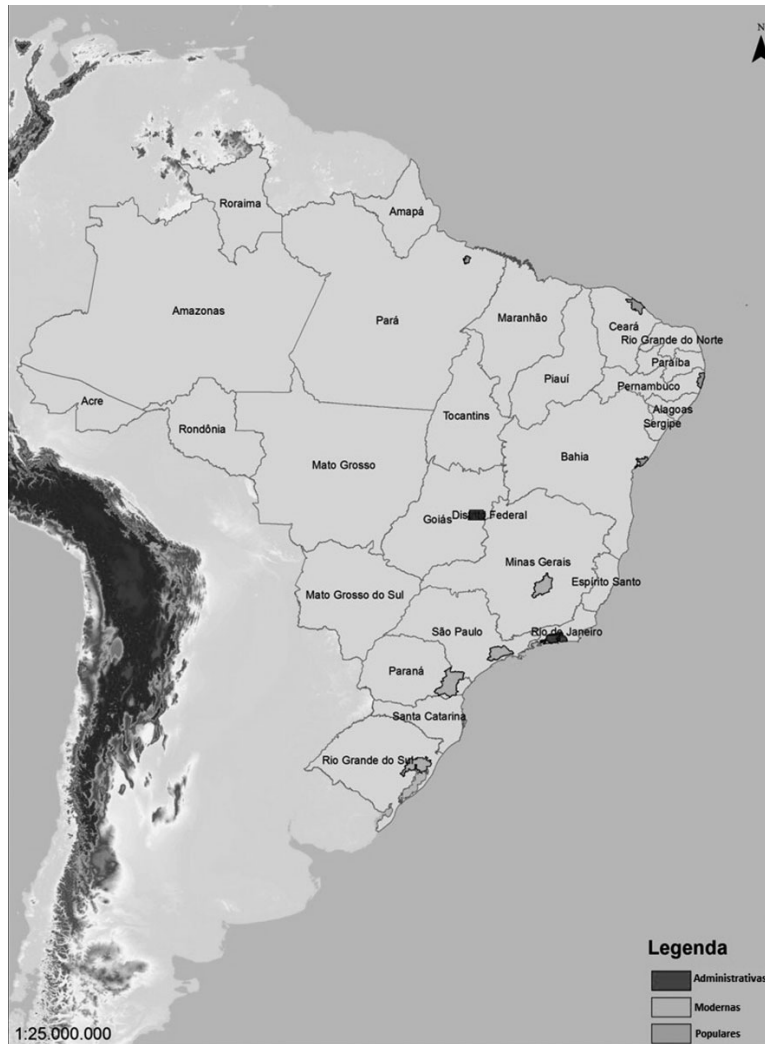 N
Roraima
Amapá
Amazonas
Pará
Maranhão
Ceará
Rio Grande do Norte
Paraíba
Piauí
Pernambuco
Acre
Alagoas
Tocantins
Sergipe
Rondônia
Bahia
Mato Grosso
Goiás
Distrito Federal
Minas Gerais
Espírito Santo
Mato Grosso do Sul
São Paulo
Rio de Janeiro
Paraná
Santa Catarina
Rio Grande do Sul
Legenda
Administrativas
Modernas
Populares
1:25.000.000